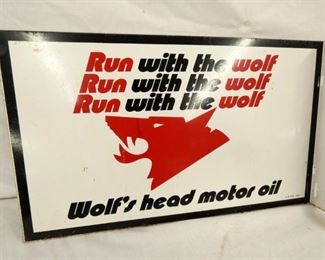 Run with the wolf
Run with the wolf
Run with the wolf
Wolf's head motor oil